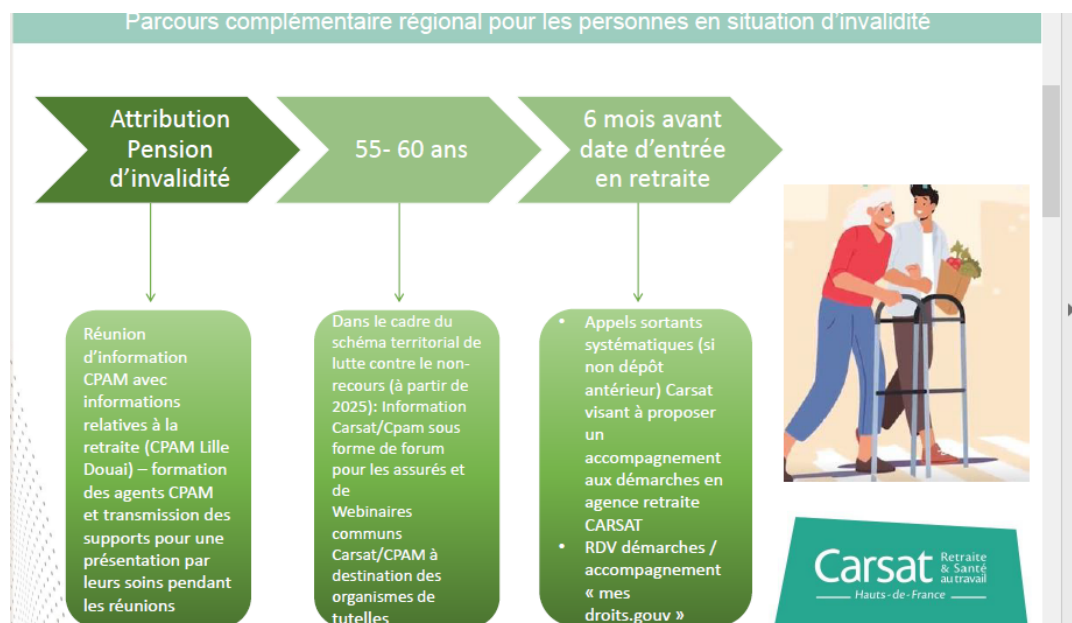 Parcours complémentaire régional pour les personnes en situation d'invalidité
Attribution
Pension
d'invalidité
55- 60 ans
6 mois avant
date d'entrée
en retraite
Réunion
d'information
CPAM avec
informations
relatives à la
retraite (CPAM Lille
Douai) – formation
des agents CPAM
et transmission des
supports pour une
présentation par
leurs soins pendant
les réunions
Dans le cadre du
schéma territorial de
lutte contre le non-
recours (à partir de
2025): Information
Carsat/Cpam sous
forme de forum
pour les assurés et
de
Webinaires
communs
Carsat/CPAM à
destination des
organismes de
tutelles
• Appels sortants
systématiques (si
non dépôt
antérieur) Carsat
visant à proposer
un
accompagnement
aux démarches en
agence retraite
CARSAT
• RDV démarches /
accompagnement
« mes
droits.gouv »
Carsat
Retraite
& Santé
au travail
Hauts-de-France